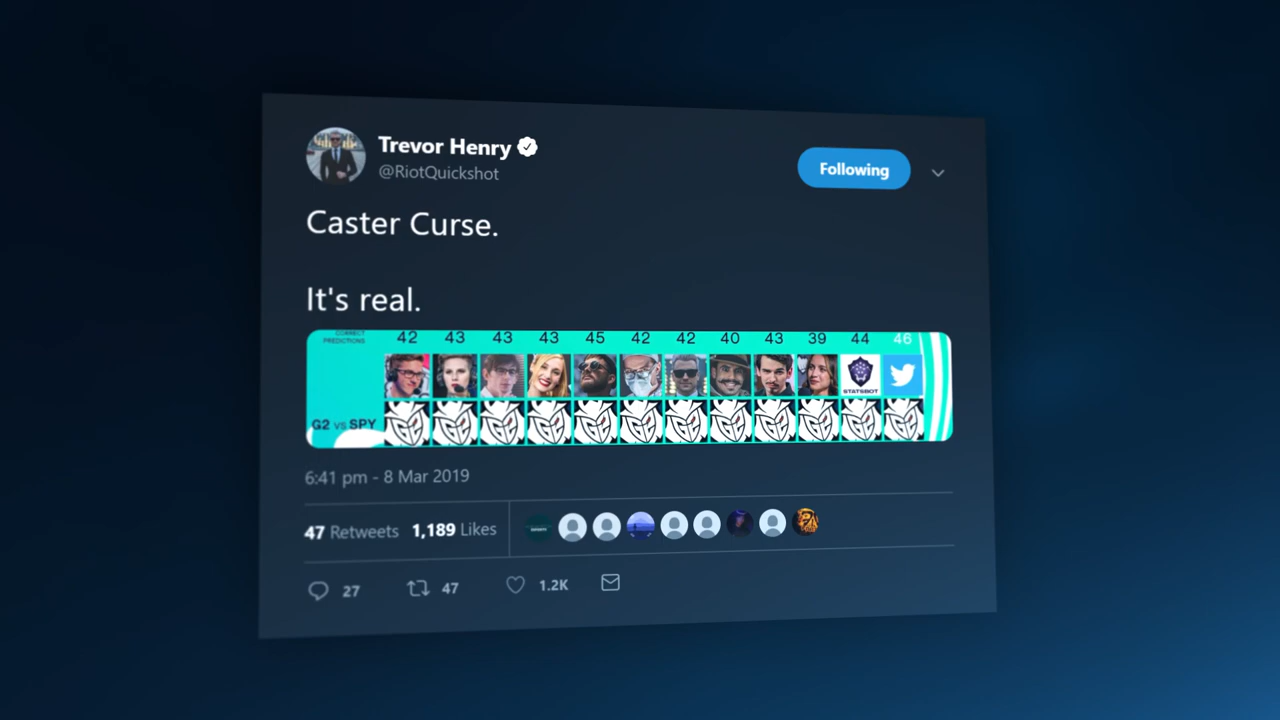 Trevor Henry
@RiotQuickshot
Following
Caster Curse.
It's real.
CORRECT
PREDICTIONS
42 43 43 43 45 42 42 40 43 39 44 46
STATSBOT
G2 vs SPY
6:41 pm - 8 Mar 2019
47 Retweets 1,189 Likes
27 47 1.2K